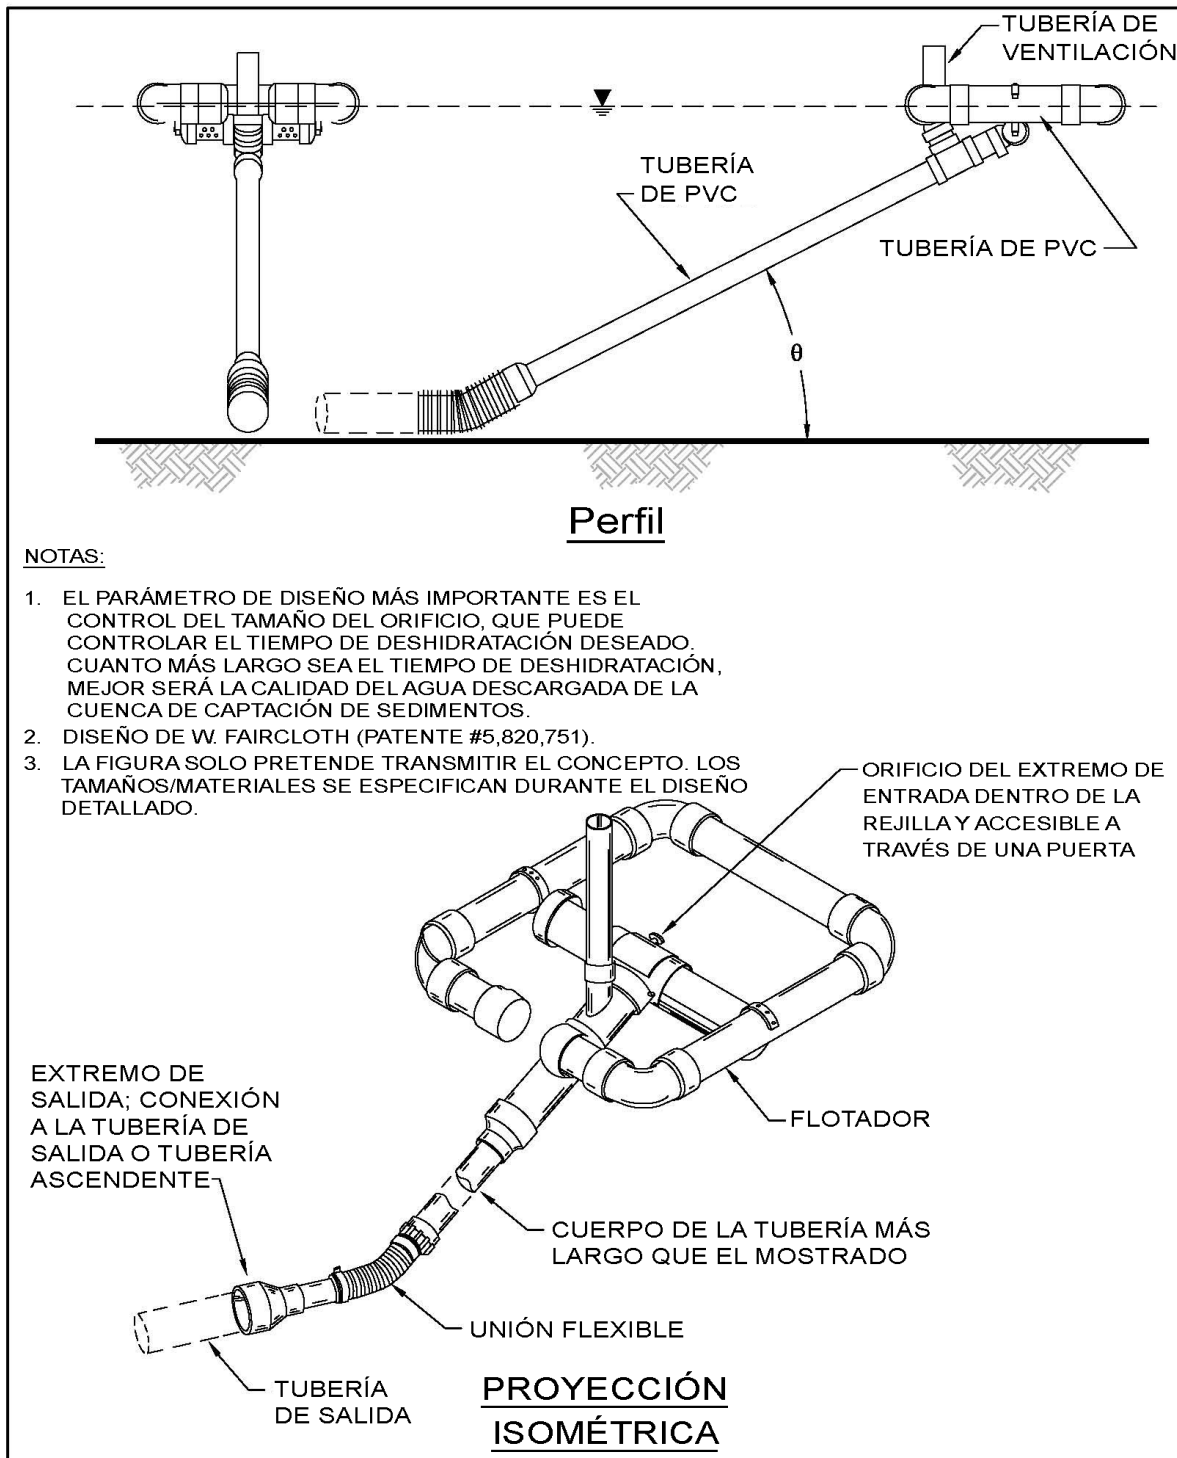 TUBERÍA DE
VENTILACIÓN
TUBERÍA
DE PVC
TUBERÍA DE PVC
θ
Perfil
NOTAS:
1. EL PARÁMETRO DE DISEÑO MÁS IMPORTANTE ES EL
CONTROL DEL TAMAÑO DEL ORIFICIO, QUE PUEDE
CONTROLAR EL TIEMPO DE DESHIDRATACIÓN DESEADO.
CUANTO MÁS LARGO SEA EL TIEMPO DE DESHIDRATACIÓN,
MEJOR SERÁ LA CALIDAD DEL AGUA DESCARGADA DE LA
CUENCA DE CAPTACIÓN DE SEDIMENTOS.
2. DISEÑO DE W. FAIRCLOTH (PATENTE #5,820,751).
3. LA FIGURA SOLO PRETENDE TRANSMITIR EL CONCEPTO. LOS
TAMAÑOS/MATERIALES SE ESPECIFICAN DURANTE EL DISEÑO
DETALLADO.
ORIFICIO DEL EXTREMO DE
ENTRADA DENTRO DE LA
REJILLA Y ACCESIBLE A
TRAVÉS DE UNA PUERTA
EXTREMO DE
SALIDA; CONEXIÓN
A LA TUBERÍA DE
SALIDA O TUBERÍA
ASCENDENTE
FLOTADOR
CUERPO DE LA TUBERÍA MÁS
LARGO QUE EL MOSTRADO
UNIÓN FLEXIBLE
TUBERÍA
DE SALIDA
PROYECCIÓN
ISOMÉTRICA